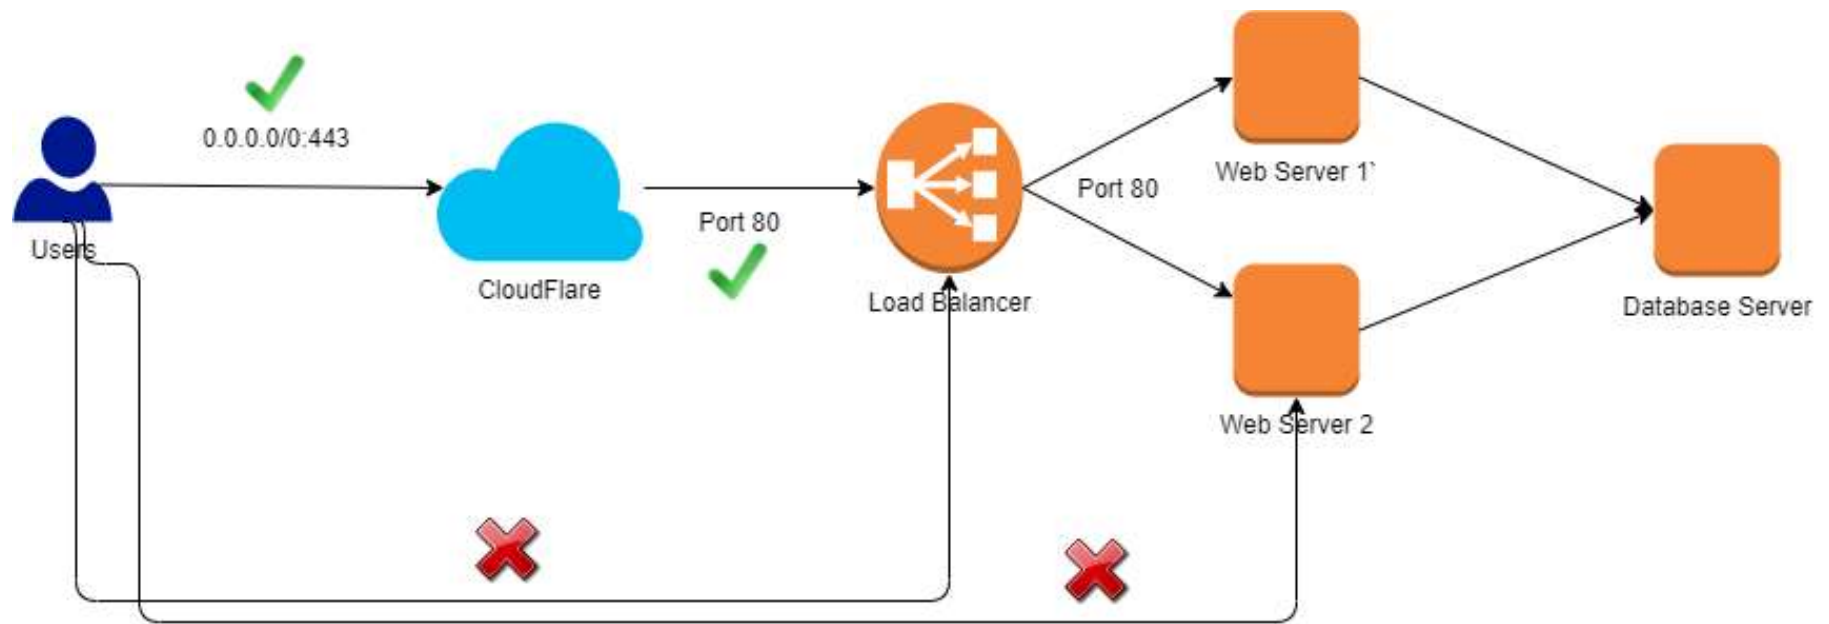 0.0.0.0/0:443
Users
CloudFlare
Port 80
Load Balancer
Port 80
Web Server 1`
Web Server 2
Database Server